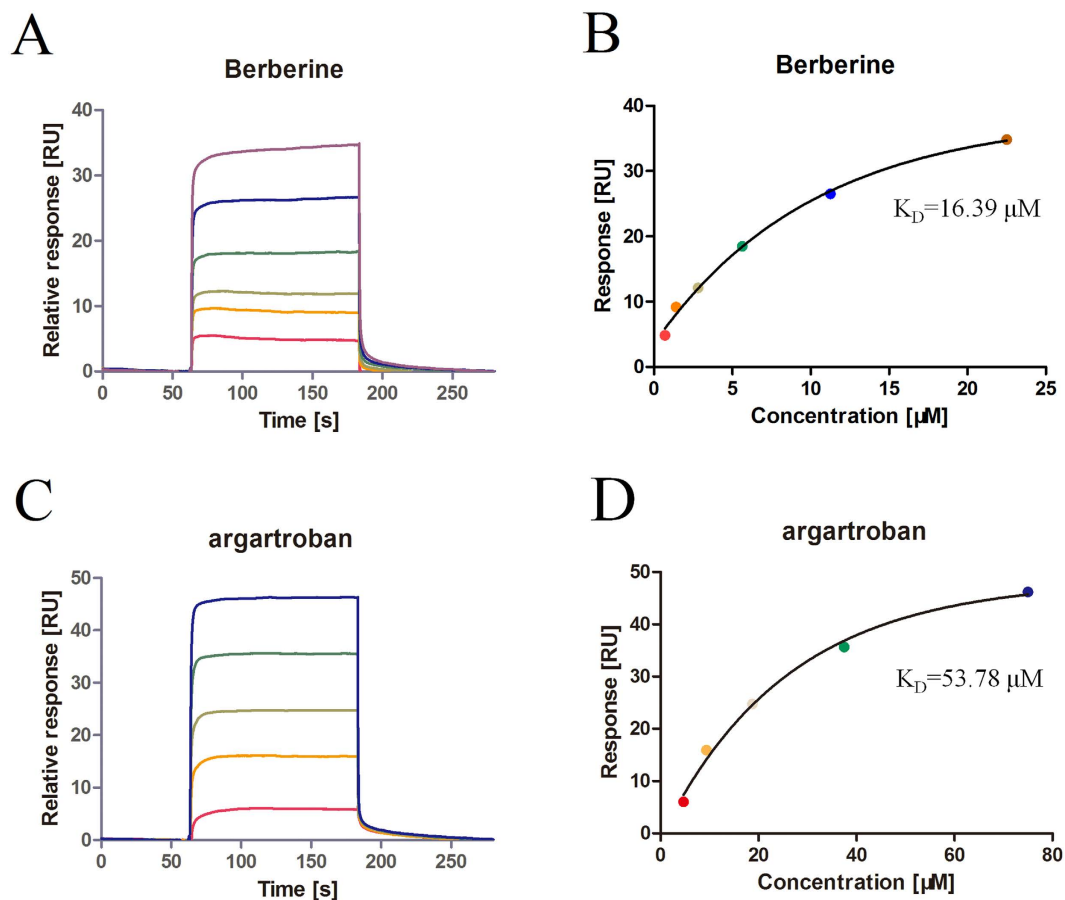 A
Berberine
Relative response [RU]
40
30
20
10
0
0 50 100 150 200 250
Time [s]
B
Berberine
Response [RU]
40
30
20
10
0
K_D=16.39 μM
0 5 10 15 20 25
Concentration [μM]
C
argartroban
Relative response [RU]
50
40
30
20
10
0
0 50 100 150 200 250
Time [s]
D
argartroban
Response [RU]
50
40
30
20
10
0
K_D=53.78 μM
0 20 40 60 80
Concentration [μM]